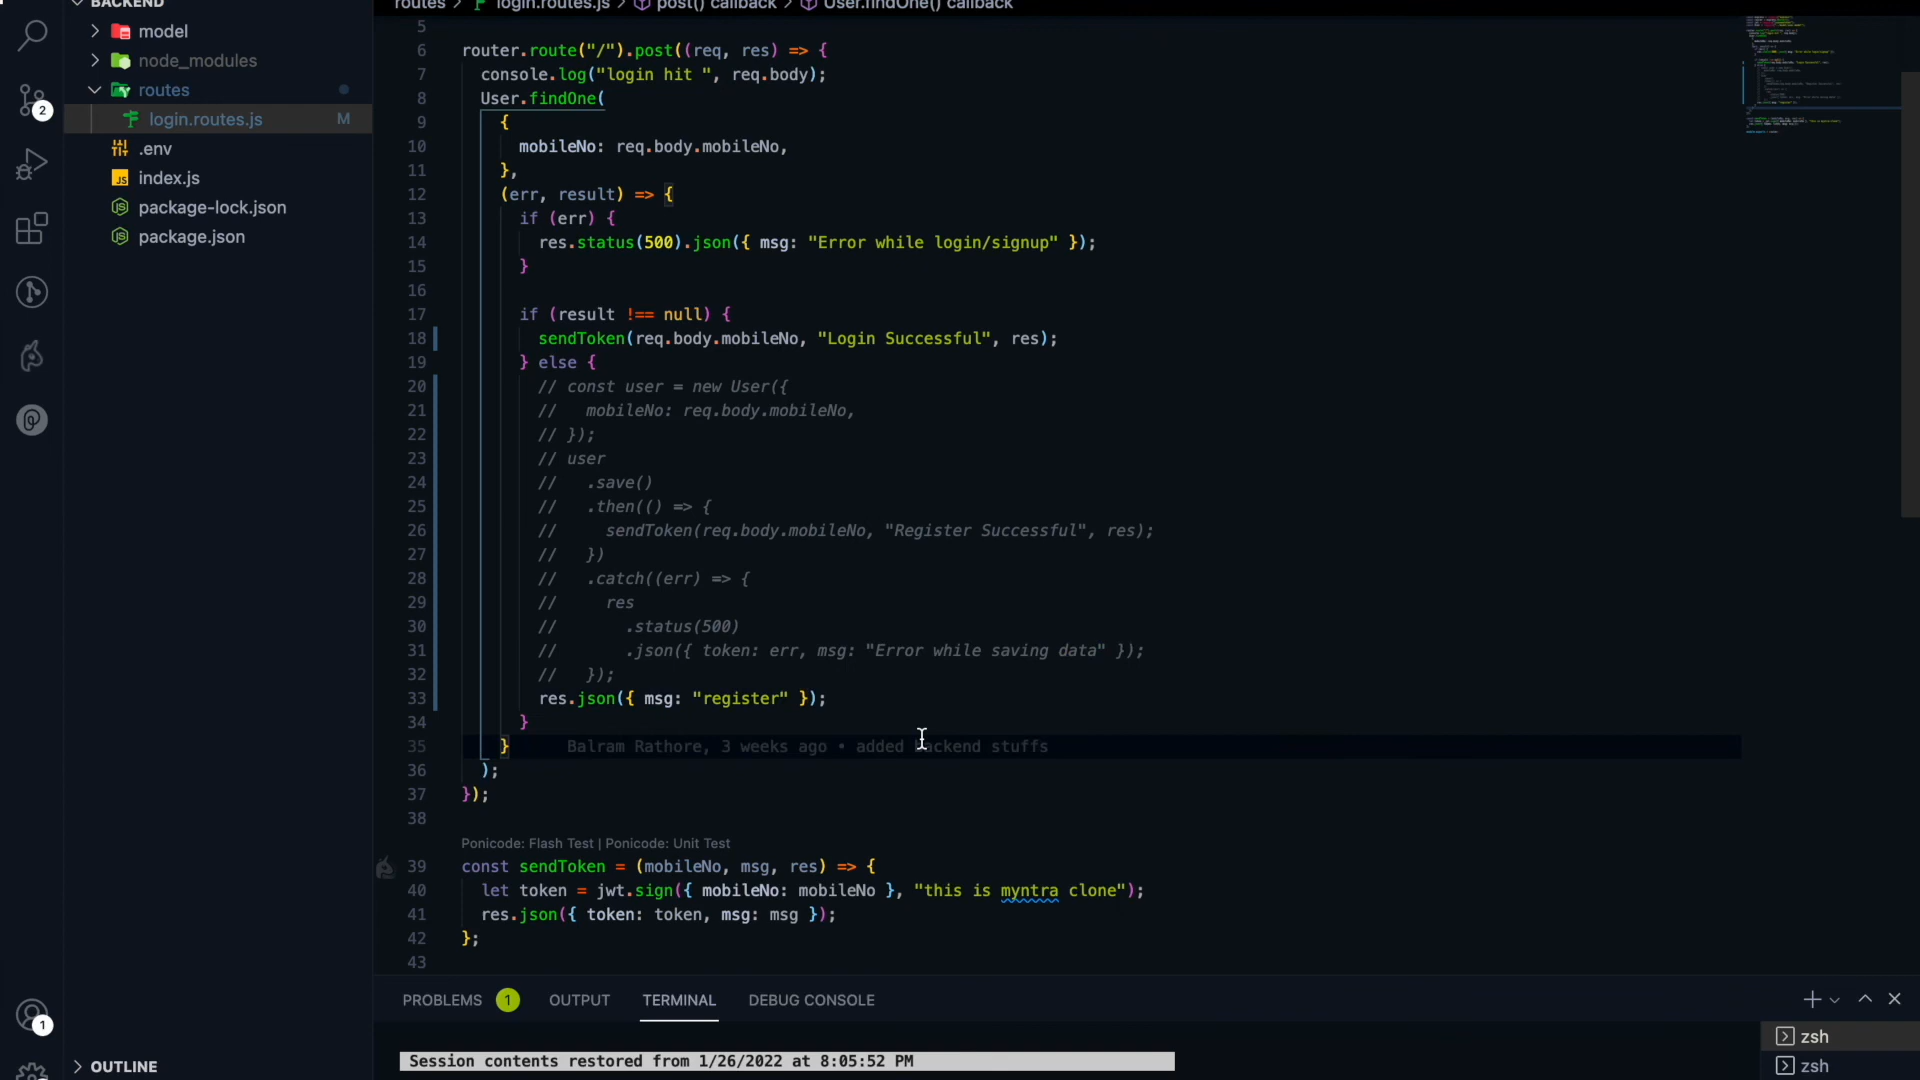 BACKEND
model
node_modules
routes
login.routes.js M
.env
index.js
package-lock.json
package.json
OUTLINE
2
1
routes > login.routes.js > post() callback > User.findOne() callback
5
6 router.route("/").post((req, res) => {
7 console.log("login hit ", req.body);
8 User.findOne(
9 {
10 mobileNo: req.body.mobileNo,
11 },
12 (err, result) => {
13 if (err) {
14 res.status(500).json({ msg: "Error while login/signup" });
15 }
16
17 if (result !== null) {
18 sendToken(req.body.mobileNo, "Login Successful", res);
19 } else {
20 // const user = new User({
21 // mobileNo: req.body.mobileNo,
22 // });
23 // user
24 // .save()
25 // .then(() => {
26 // sendToken(req.body.mobileNo, "Register Successful", res);
27 // })
28 // .catch((err) => {
29 // res
30 // .status(500)
31 // .json({ token: err, msg: "Error while saving data" });
32 // });
33 res.json({ msg: "register" });
34 }
35 } Balram Rathore, 3 weeks ago • added backend stuffs
36 );
37 });
38
Ponicode: Flash Test | Ponicode: Unit Test
39 const sendToken = (mobileNo, msg, res) => {
40 let token = jwt.sign({ mobileNo: mobileNo }, "this is myntra clone");
41 res.json({ token: token, msg: msg });
42 };
43
PROBLEMS 1 OUTPUT TERMINAL DEBUG CONSOLE
Session contents restored from 1/26/2022 at 8:05:52 PM
zsh
zsh